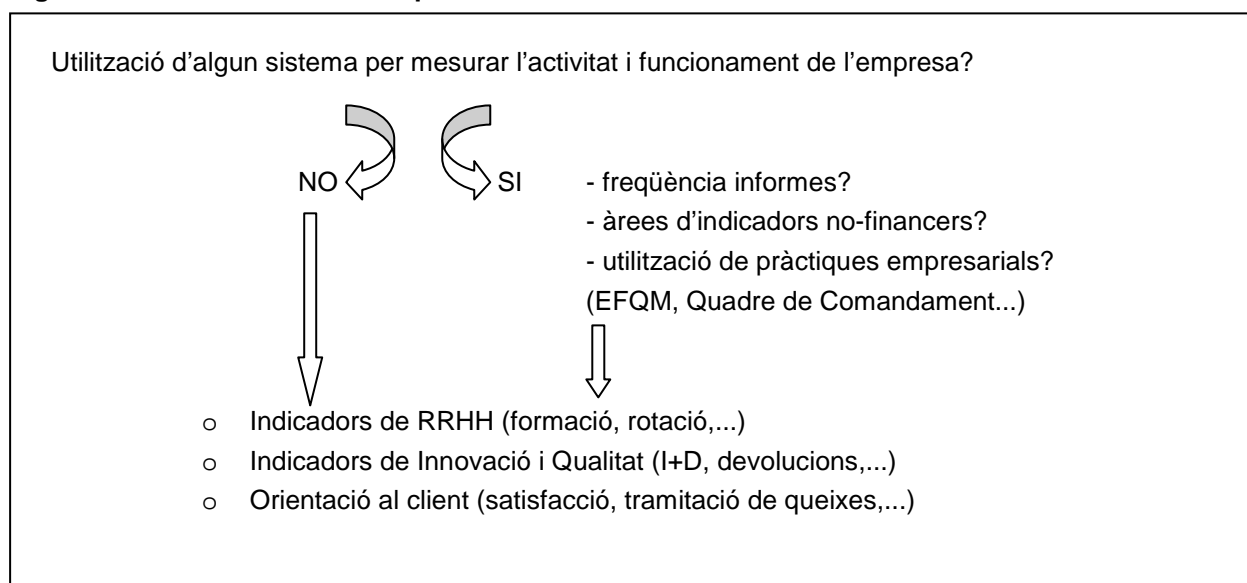 Utilització d'algun sistema per mesurar l'activitat i funcionament de l'empresa?
NO
SI
- freqüència informes?
- àrees d'indicadors no-financers?
- utilització de pràctiques empresarials?
(EFQM, Quadre de Comandament...)
o Indicadors de RRHH (formació, rotació,...)
o Indicadors de Innovació i Qualitat (I+D, devolucions,...)
o Orientació al client (satisfacció, tramitació de queixes,...)